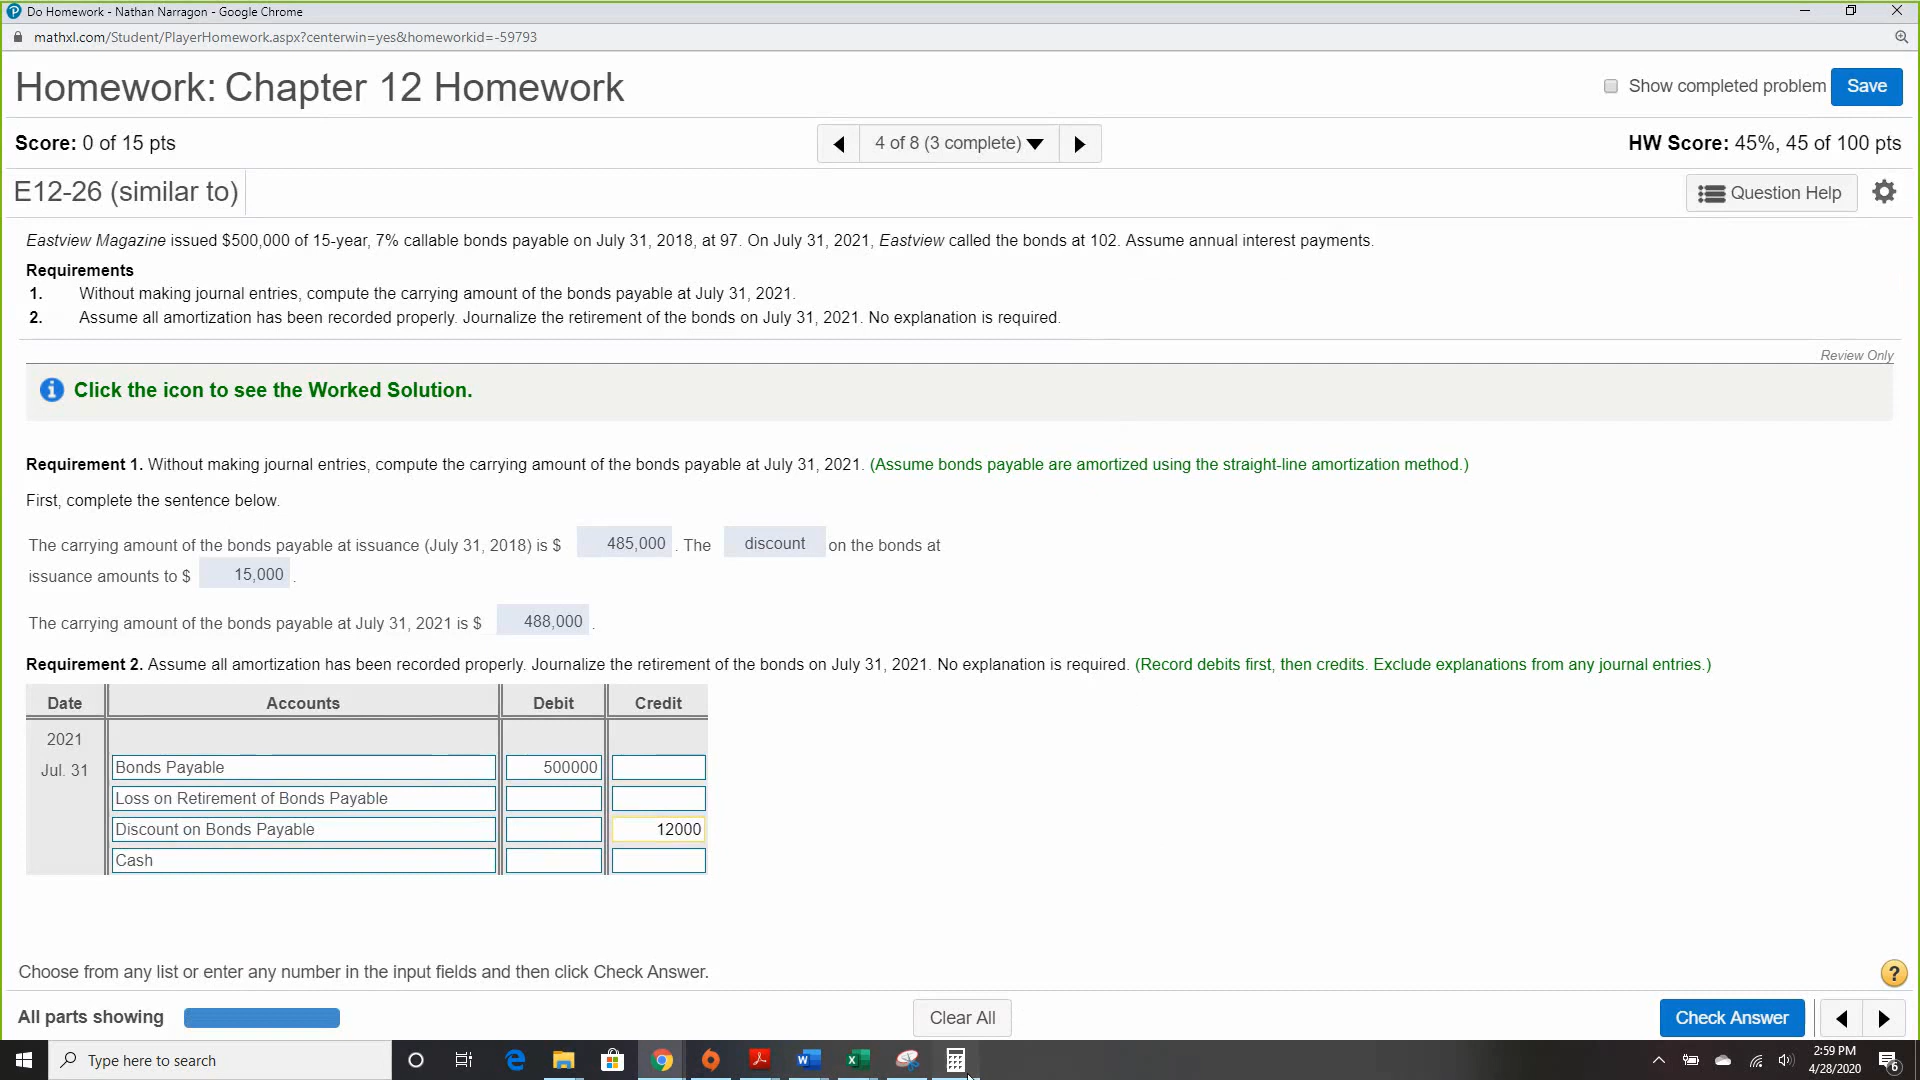 Do Homework - Nathan Narragon - Google Chrome
mathxl.com/Student/PlayerHomework.aspx?centerwin=yes&homeworkid=-59793
Homework: Chapter 12 Homework
Show completed problem
Save
Score: 0 of 15 pts
4 of 8 (3 complete)
HW Score: 45%, 45 of 100 pts
E12-26 (similar to)
Question Help
Eastview Magazine issued $500,000 of 15-year, 7% callable bonds payable on July 31, 2018, at 97. On July 31, 2021, Eastview called the bonds at 102. Assume annual interest payments.
Requirements
1. Without making journal entries, compute the carrying amount of the bonds payable at July 31, 2021.
2. Assume all amortization has been recorded properly. Journalize the retirement of the bonds on July 31, 2021. No explanation is required.
Review Only
Click the icon to see the Worked Solution.
Requirement 1. Without making journal entries, compute the carrying amount of the bonds payable at July 31, 2021. (Assume bonds payable are amortized using the straight-line amortization method.)
First, complete the sentence below.
The carrying amount of the bonds payable at issuance (July 31, 2018) is $ 485,000 . The discount on the bonds at
issuance amounts to $ 15,000 .
The carrying amount of the bonds payable at July 31, 2021 is $ 488,000 .
Requirement 2. Assume all amortization has been recorded properly. Journalize the retirement of the bonds on July 31, 2021. No explanation is required. (Record debits first, then credits. Exclude explanations from any journal entries.)
Date Accounts Debit Credit
2021
Jul. 31 Bonds Payable 500000
Loss on Retirement of Bonds Payable
Discount on Bonds Payable 12000
Cash
Choose from any list or enter any number in the input fields and then click Check Answer.
?
All parts showing
Clear All
Check Answer
Type here to search
2:59 PM
4/28/2020
6